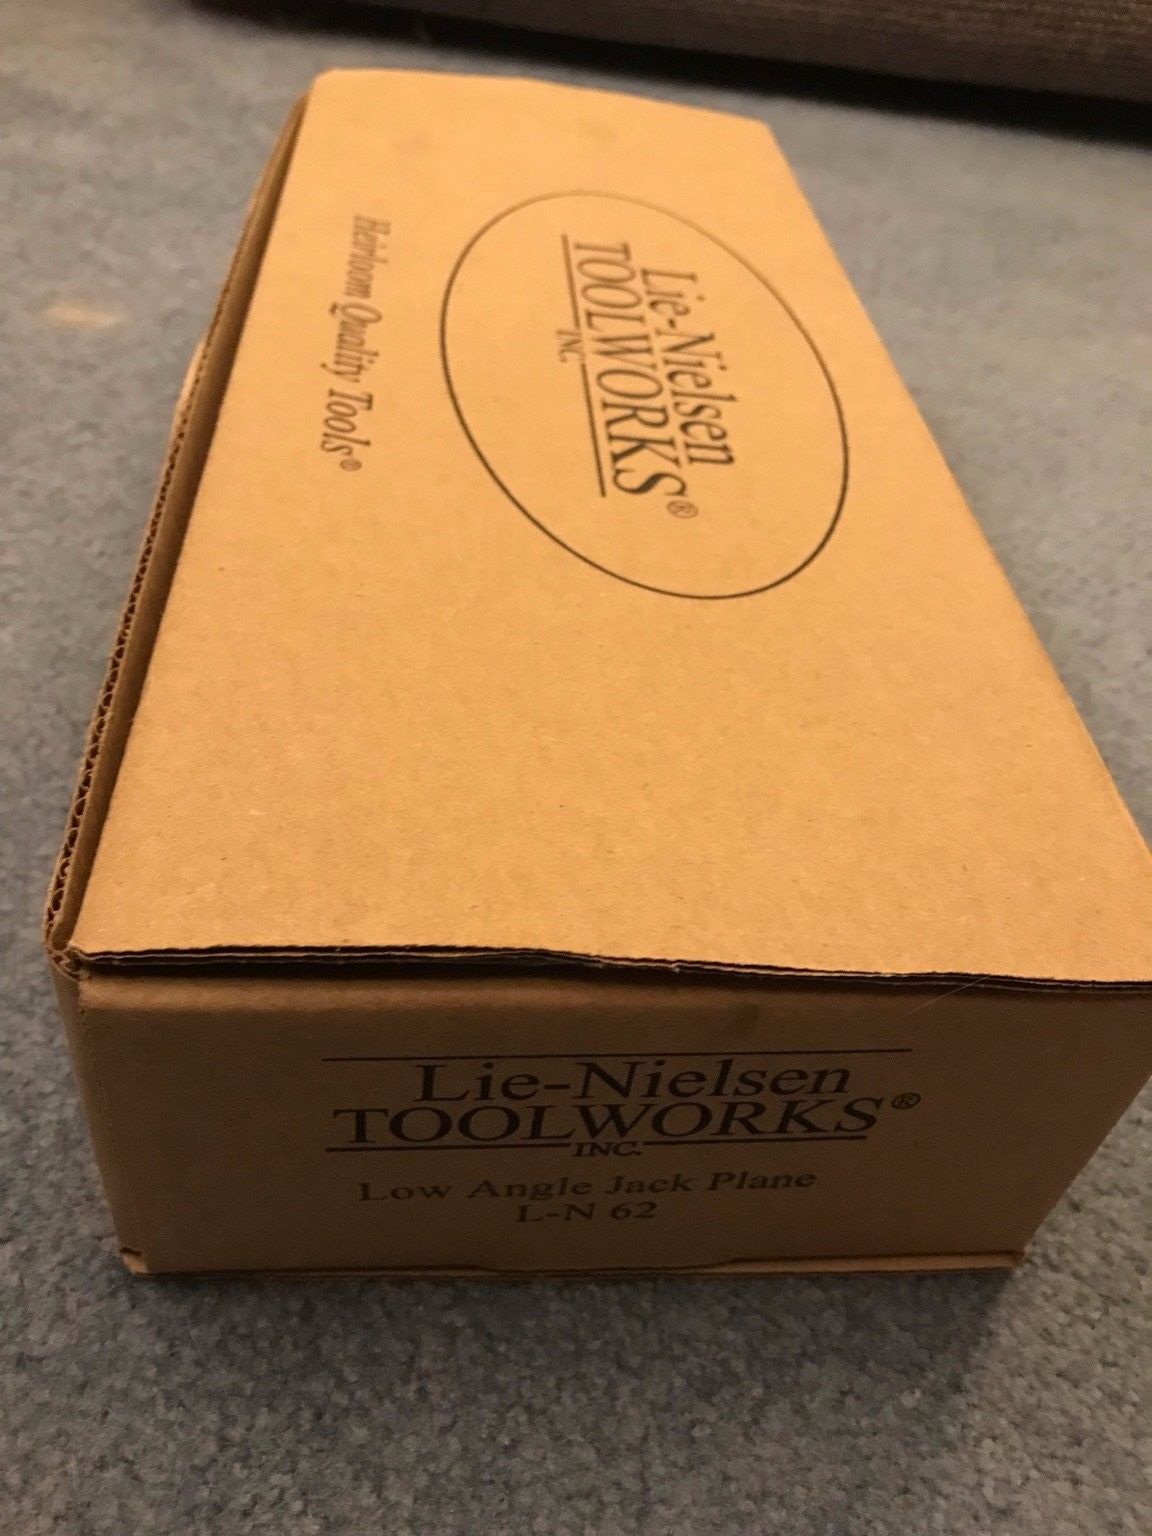 Lie-Nielsen
TOOLWORKS®
INC.
Heirloom Quality Tools®
Lie-Nielsen
TOOLWORKS®
INC.
Low Angle Jack Plane
L-N 62